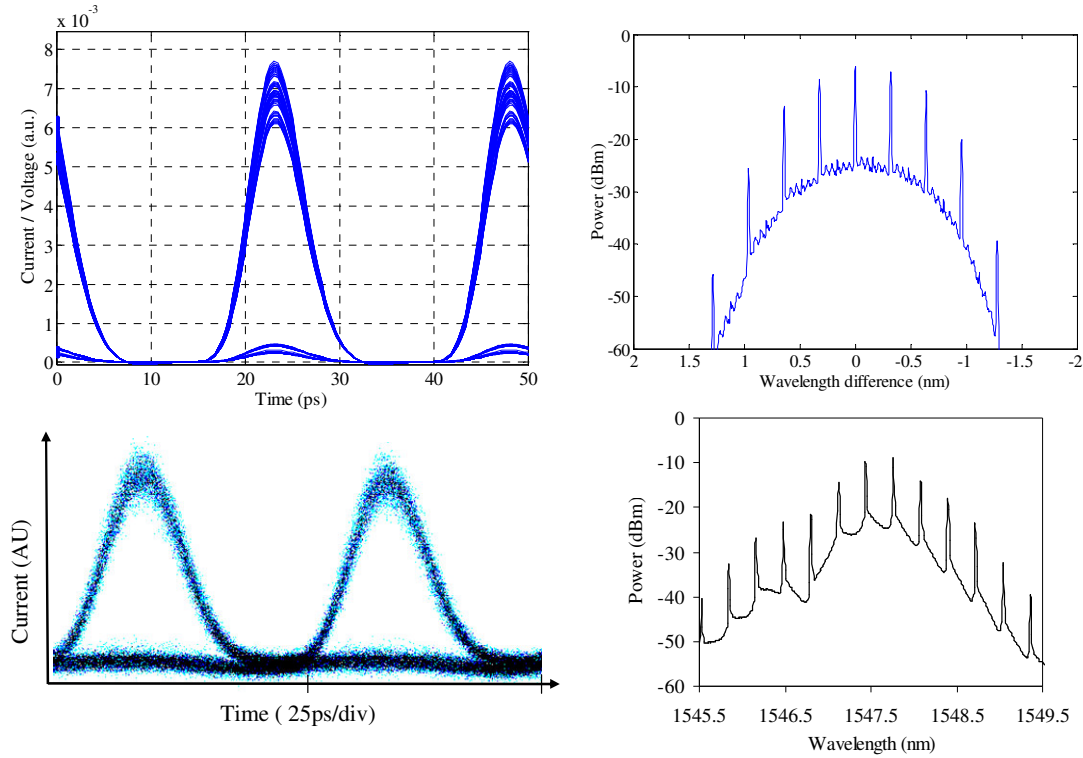 x 10⁻³
8
7
6
5
4
3
2
1
0
Current / Voltage (a.u.)
0 10 20 30 40 50
Time (ps)
0
-10
-20
-30
-40
-50
-60
Power (dBm)
2 1.5 1 0.5 0 -0.5 -1 -1.5 -2
Wavelength difference (nm)
Current (AU)
Time ( 25ps/div)
0
-10
-20
-30
-40
-50
-60
Power (dBm)
1545.5 1546.5 1547.5 1548.5 1549.5
Wavelength (nm)